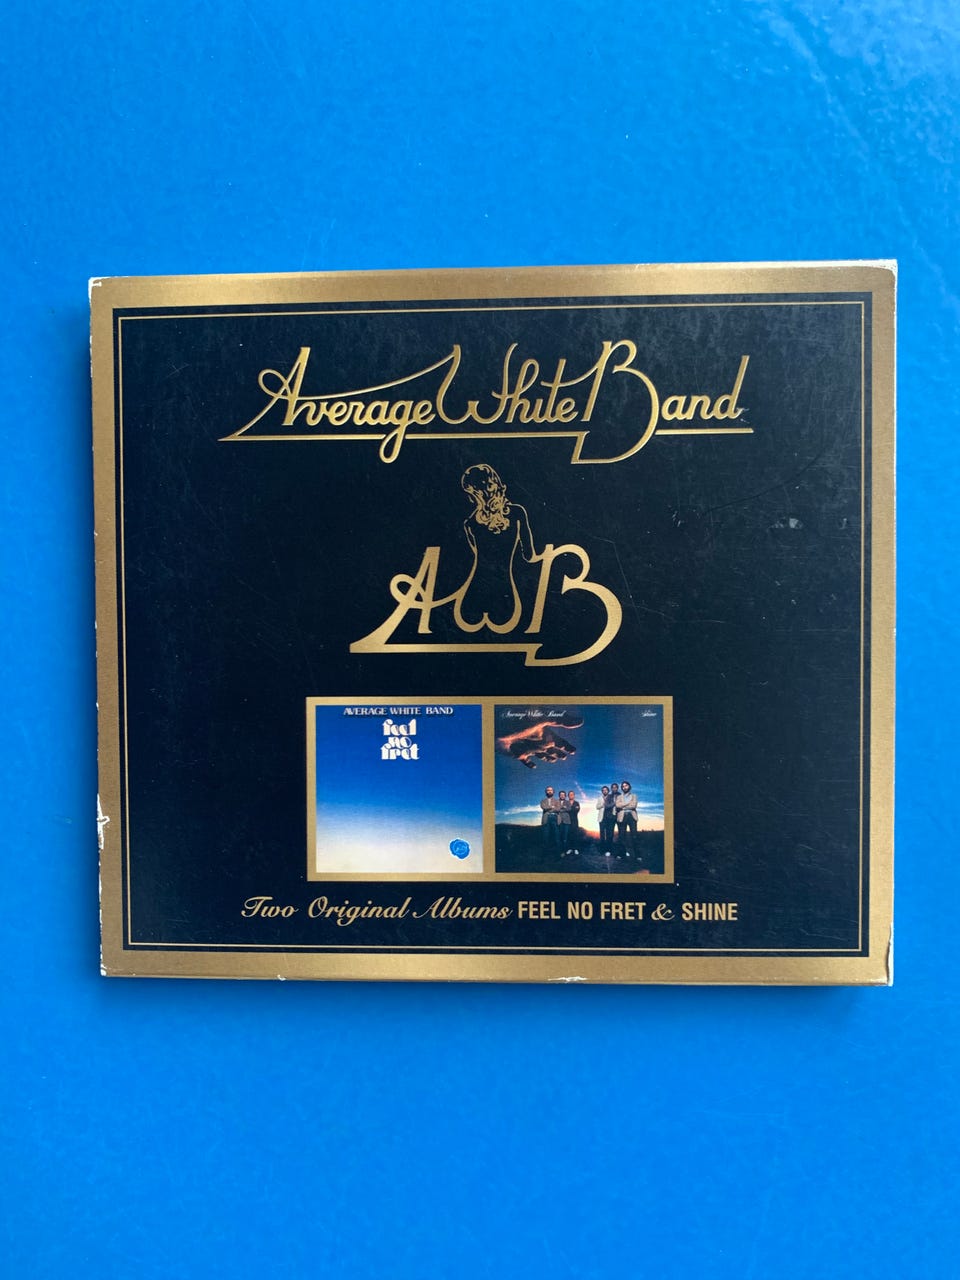 Average White Band
AWB
AVERAGE WHITE BAND
feel
no
fret
Average White Band Shine
Two Original Albums FEEL NO FRET & SHINE